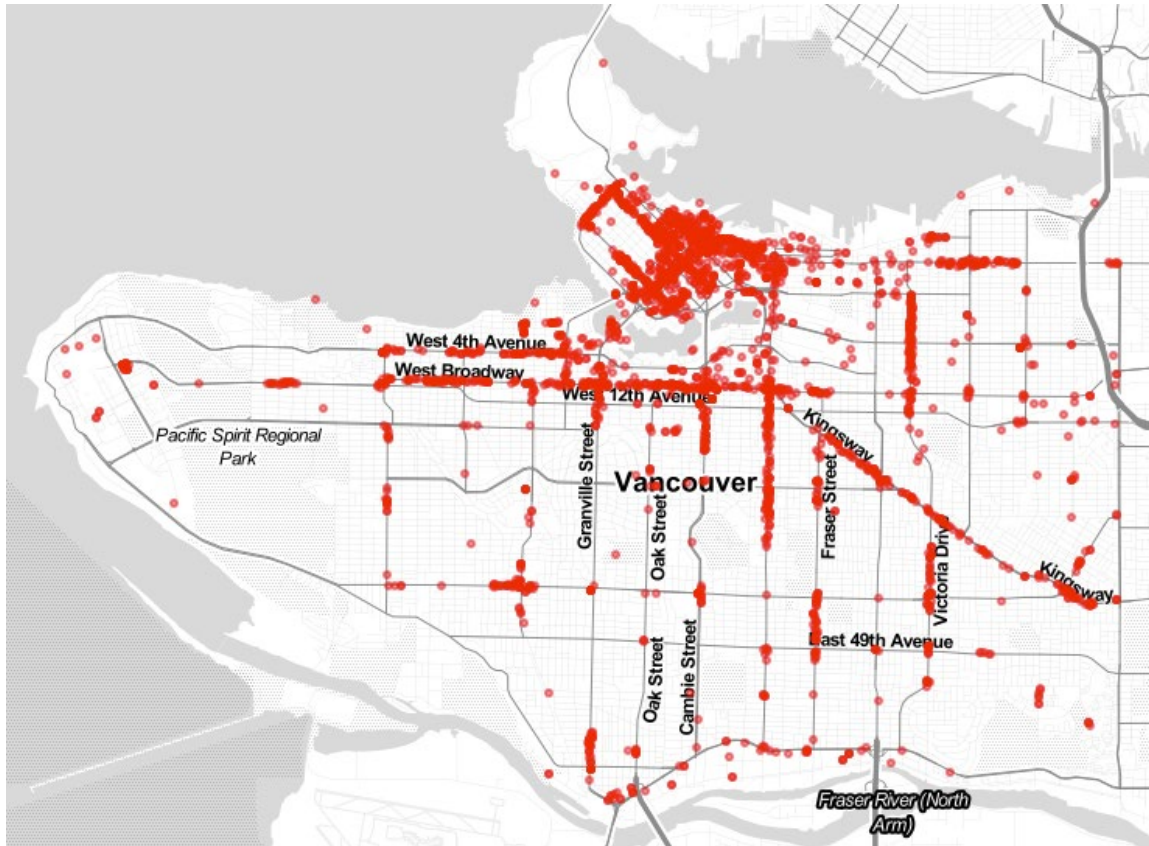 West 4th Avenue
West Broadway
West 12th Avenue
Pacific Spirit Regional
Park
Kingsway
Granville Street
Vancouver
Oak Street
Fraser Street
Victoria Drive
Kingsway
East 49th Avenue
Oak Street
Cambie Street
Fraser River (North
Arm)